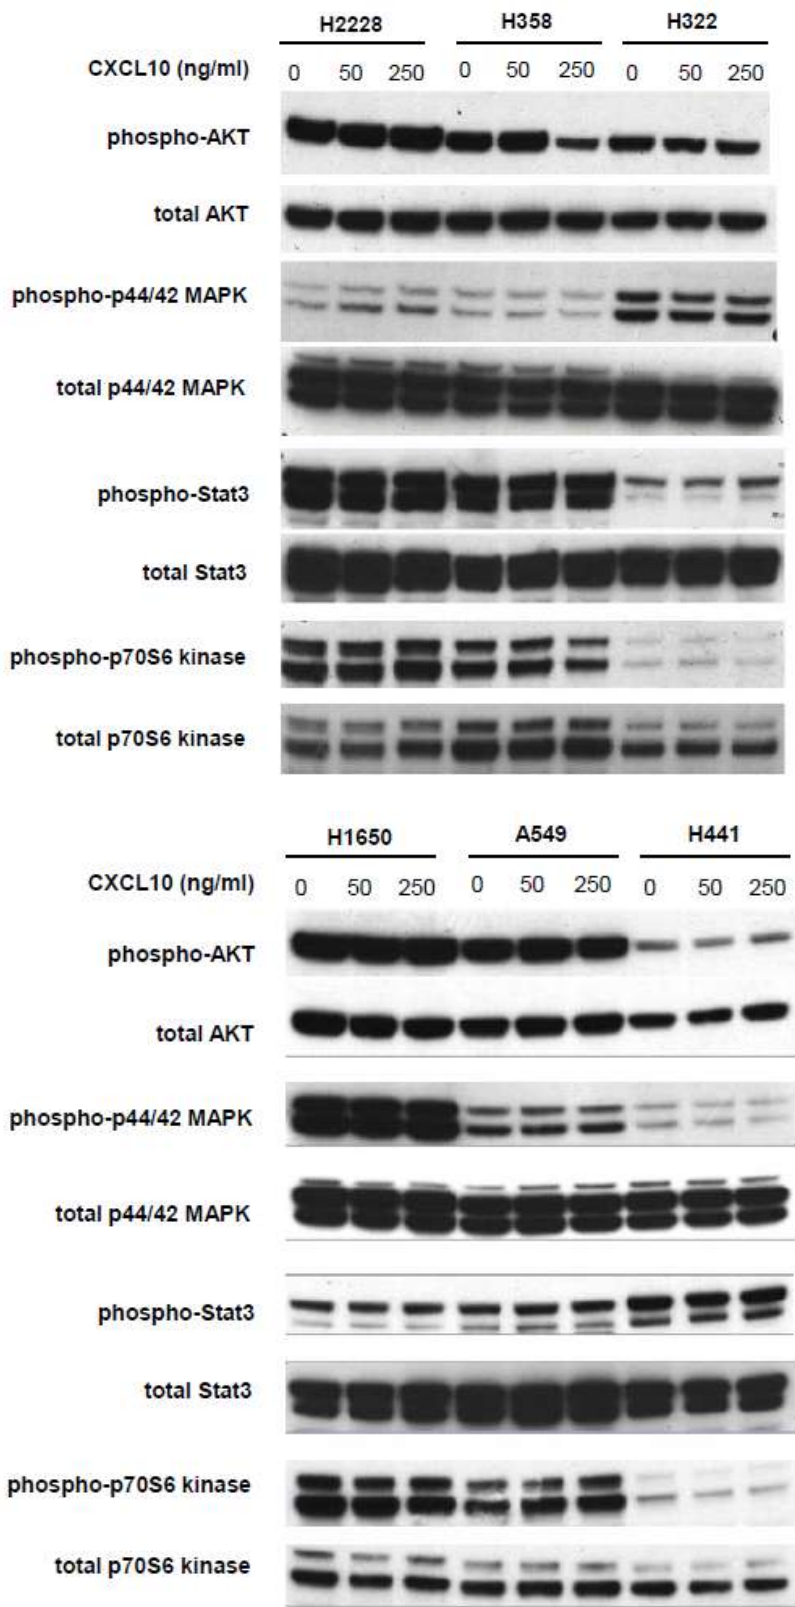 H2228 H358 H322
CXCL10 (ng/ml) 0 50 250 0 50 250 0 50 250
phospho-AKT
total AKT
phospho-p44/42 MAPK
total p44/42 MAPK
phospho-Stat3
total Stat3
phospho-p70S6 kinase
total p70S6 kinase
H1650 A549 H441
CXCL10 (ng/ml) 0 50 250 0 50 250 0 50 250
phospho-AKT
total AKT
phospho-p44/42 MAPK
total p44/42 MAPK
phospho-Stat3
total Stat3
phospho-p70S6 kinase
total p70S6 kinase